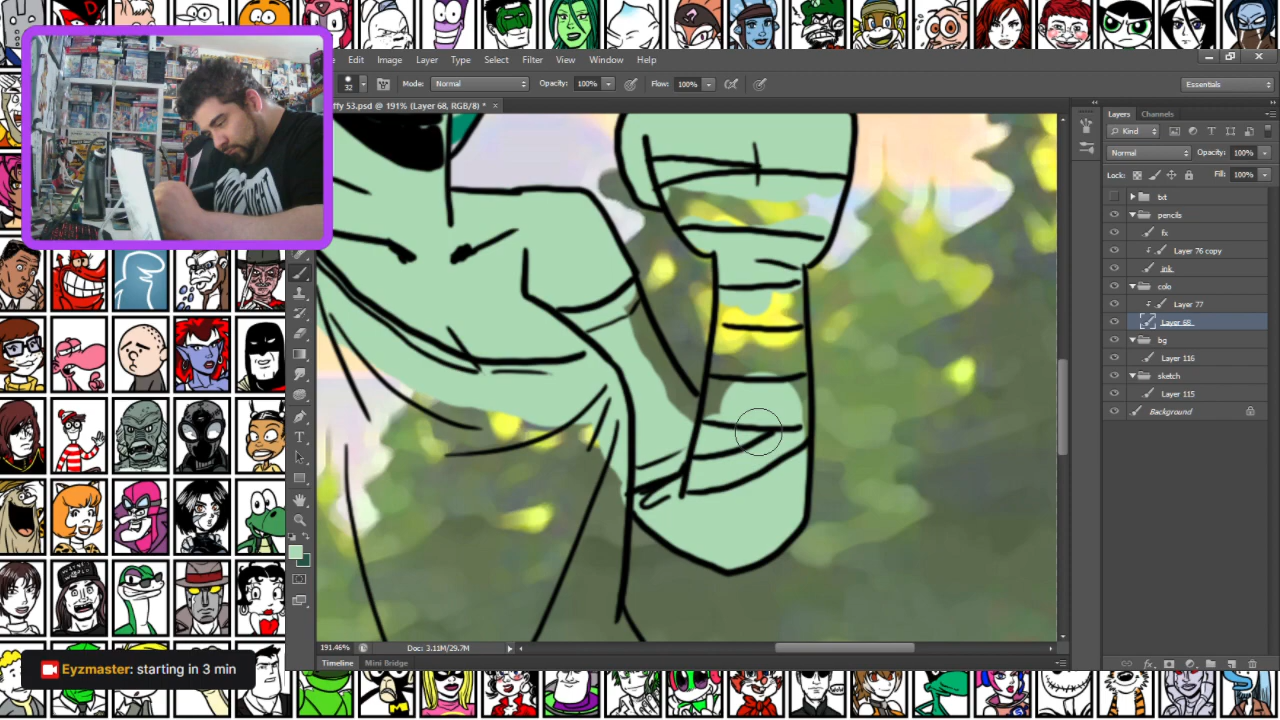 Edit Image Layer Type Select Filter View Window Help
32 Mode: Normal Opacity: 100% Flow: 100% Essentials
ffy 53.psd @ 191% (Layer 68, RGB/8) * ×
Layers Channels
Kind
Normal Opacity: 100%
Lock: Fill: 100%
txt
pencils
fx
Layer 76 copy
ink
colo
Layer 77
Layer 68
bg
Layer 116
sketch
Layer 115
Background
191.46% Doc: 3.11M/29.7M
Timeline Mini Bridge
Eyzmaster: starting in 3 min